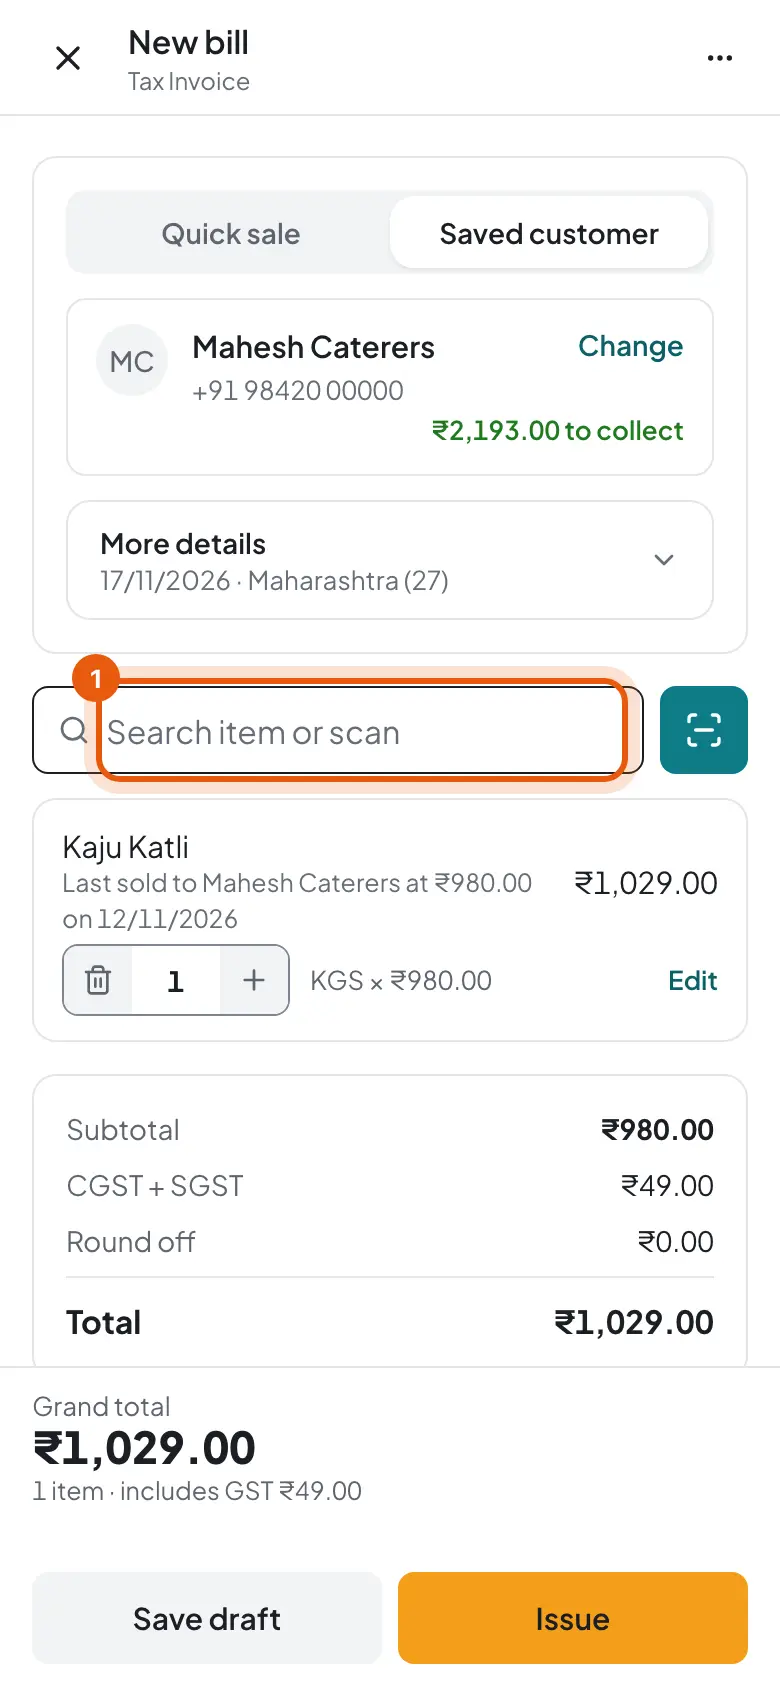 New bill
Tax Invoice
Quick sale
Saved customer
MC
Mahesh Caterers
Change
+91 98420 00000
₹2,193.00 to collect
More details
17/11/2026 · Maharashtra (27)
1
Search item or scan
Kaju Katli
Last sold to Mahesh Caterers at ₹980.00
on 12/11/2026
₹1,029.00
1
KGS × ₹980.00
Edit
Subtotal
₹980.00
CGST + SGST
₹49.00
Round off
₹0.00
Total
₹1,029.00
Grand total
₹1,029.00
1 item · includes GST ₹49.00
Save draft
Issue